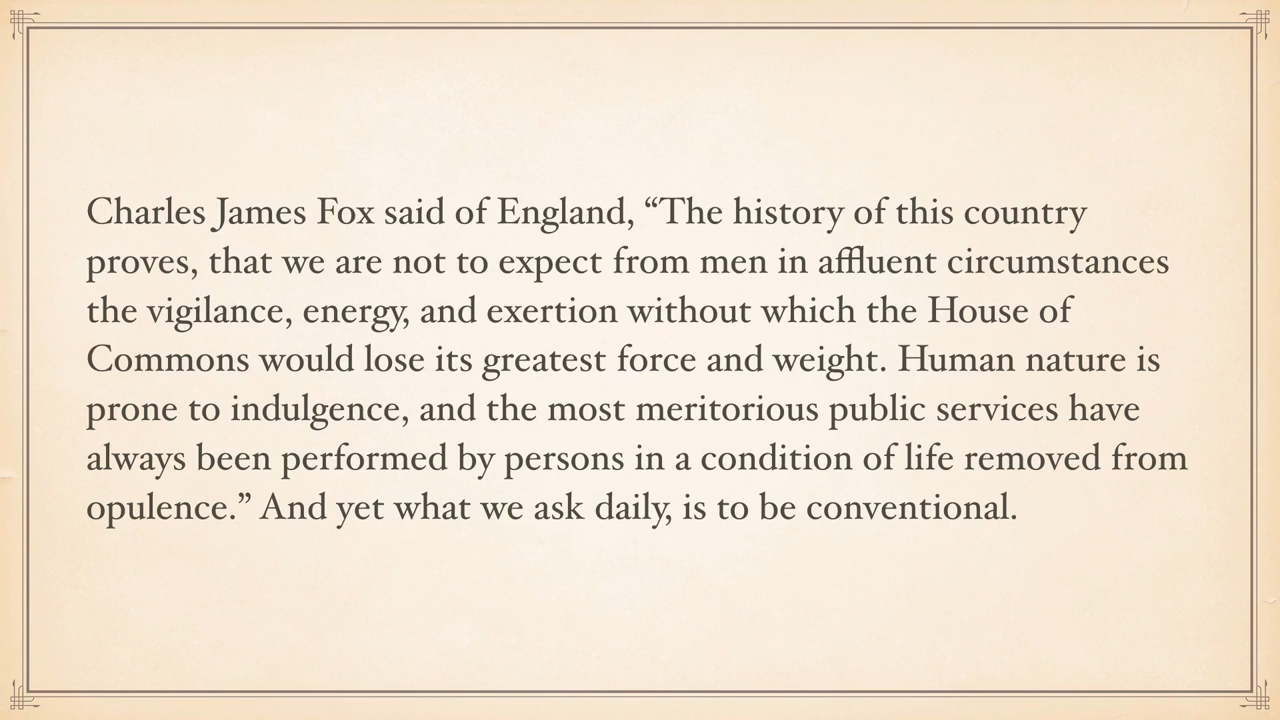 Charles James Fox said of England, “The history of this country
proves, that we are not to expect from men in affluent circumstances
the vigilance, energy, and exertion without which the House of
Commons would lose its greatest force and weight. Human nature is
prone to indulgence, and the most meritorious public services have
always been performed by persons in a condition of life removed from
opulence.” And yet what we ask daily, is to be conventional.